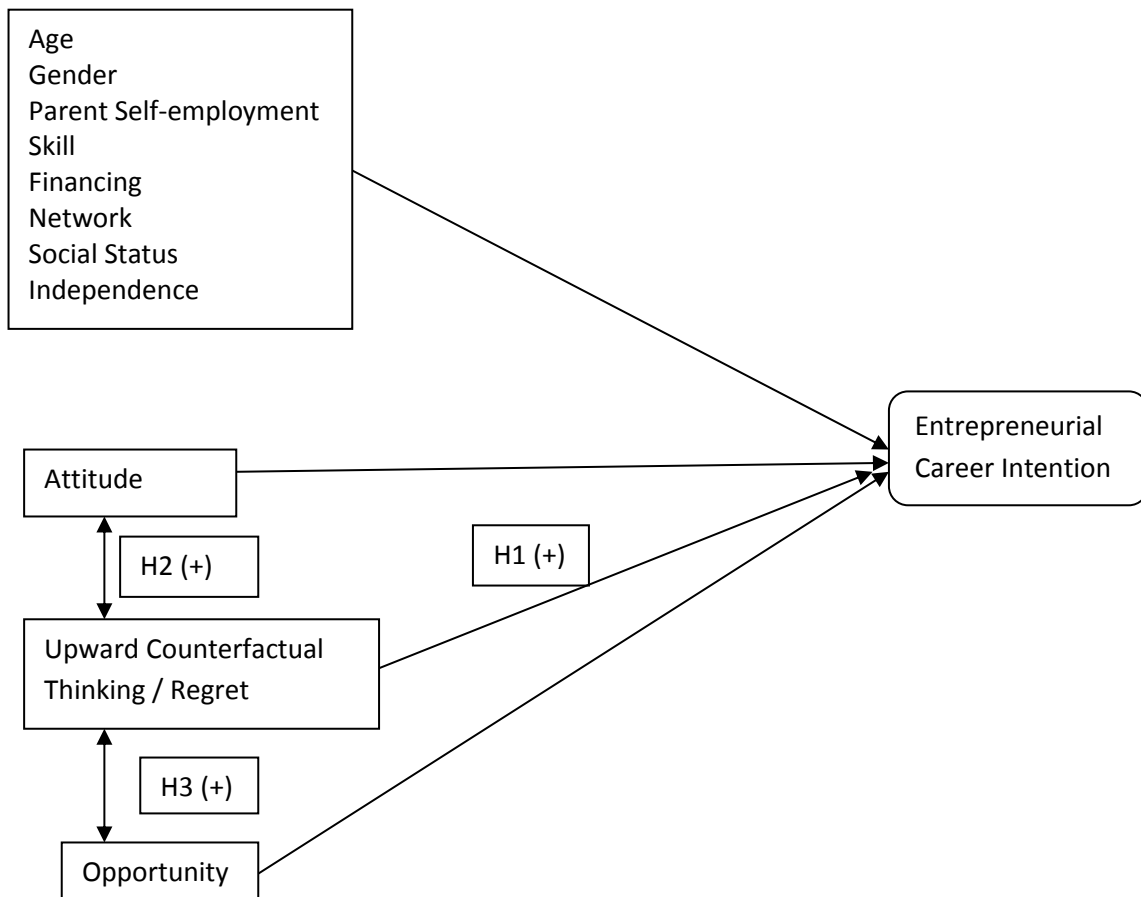 Age
Gender
Parent Self-employment
Skill
Financing
Network
Social Status
Independence
Entrepreneurial
Career Intention
Attitude
H2 (+)
H1 (+)
Upward Counterfactual
Thinking / Regret
H3 (+)
Opportunity